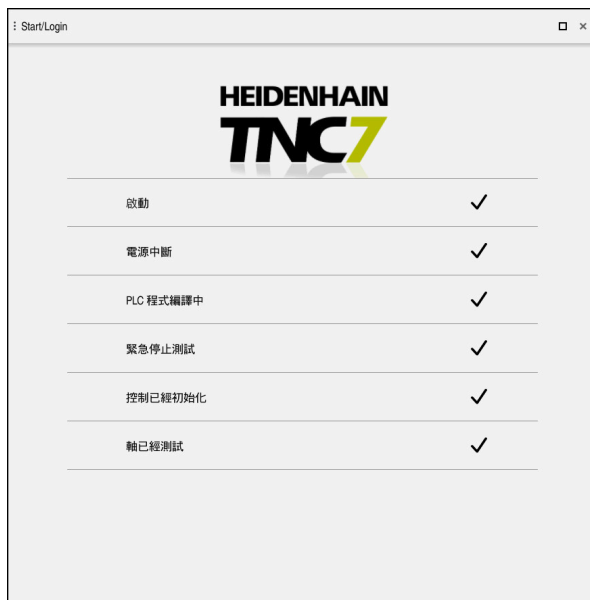 Start/Login
HEIDENHAIN
TNC7
啟動
電源中斷
PLC 程式編譯中
緊急停止測試
控制已經初始化
軸已經測試